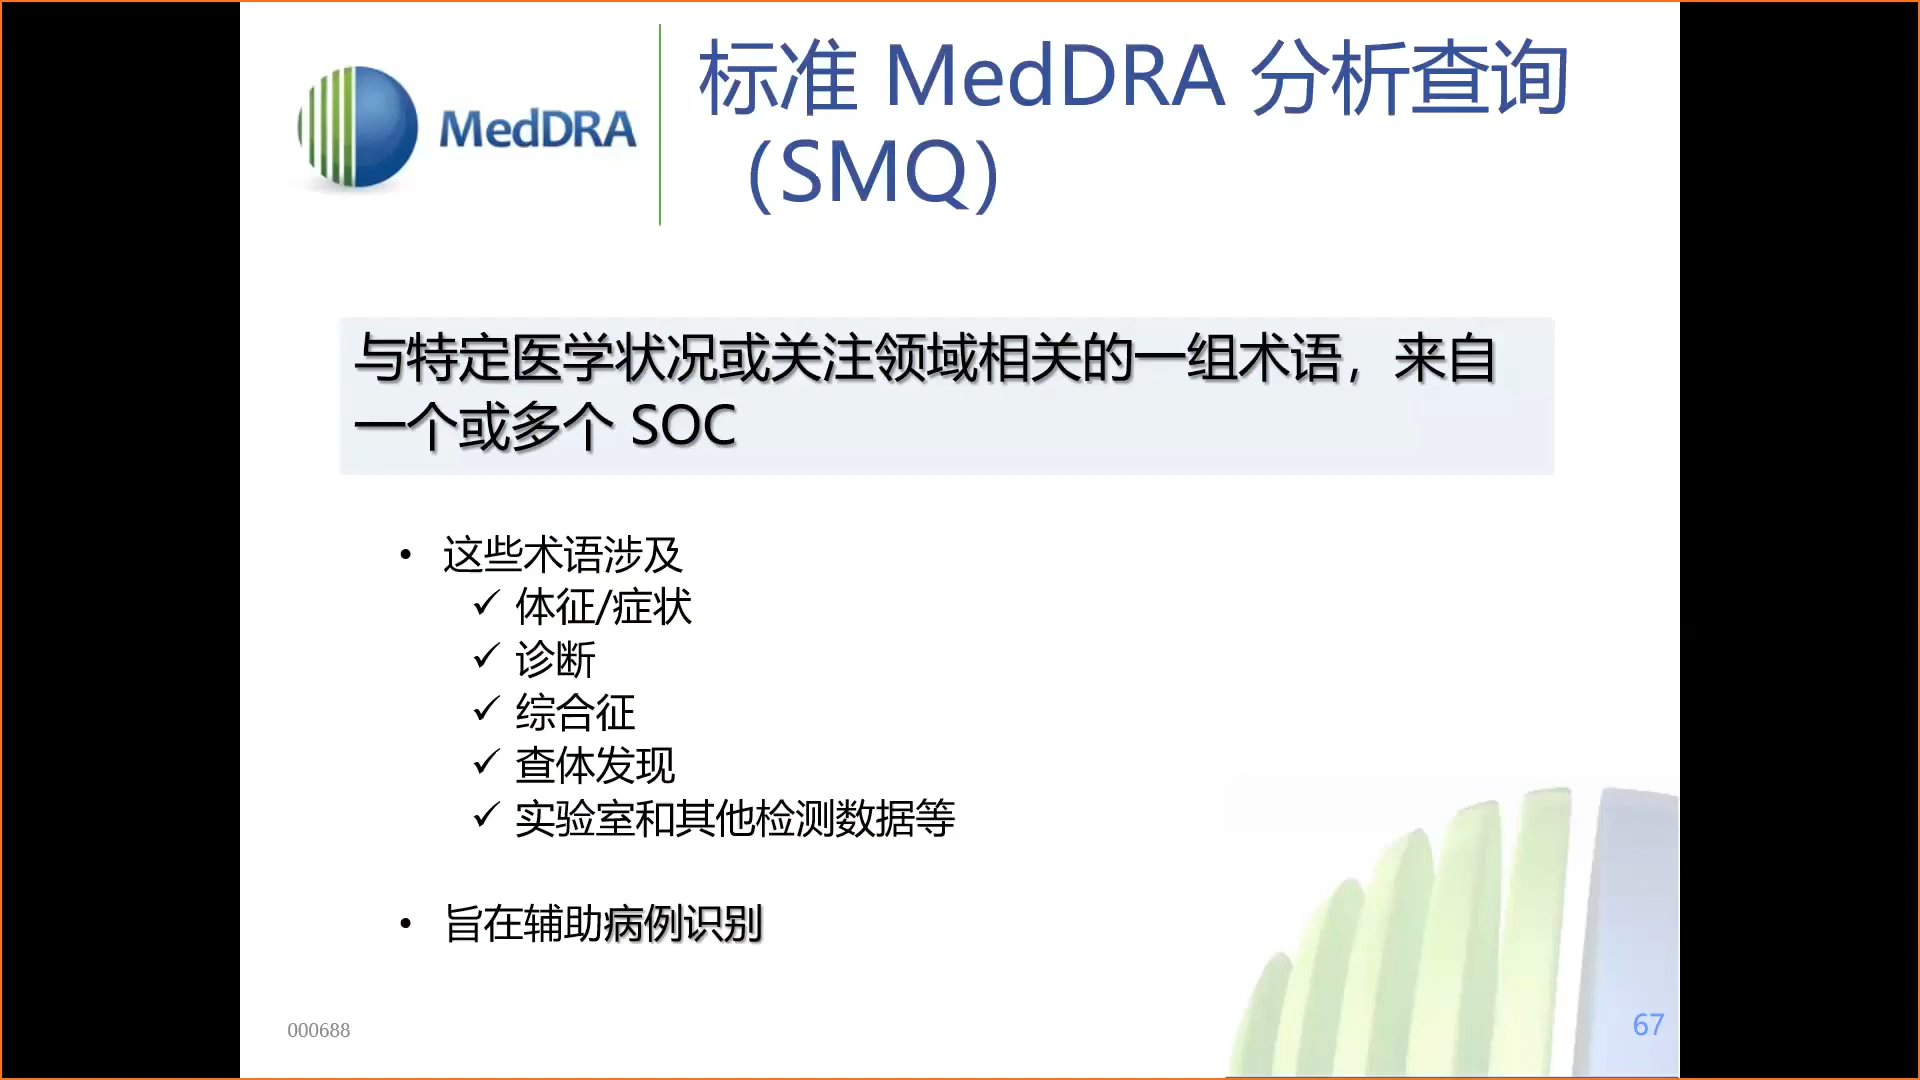 MedDRA
标准 MedDRA 分析查询
（SMQ）
与特定医学状况或关注领域相关的一组术语，来自
一个或多个 SOC
• 这些术语涉及
✓ 体征/症状
✓ 诊断
✓ 综合征
✓ 查体发现
✓ 实验室和其他检测数据等
• 旨在辅助病例识别
000688
67